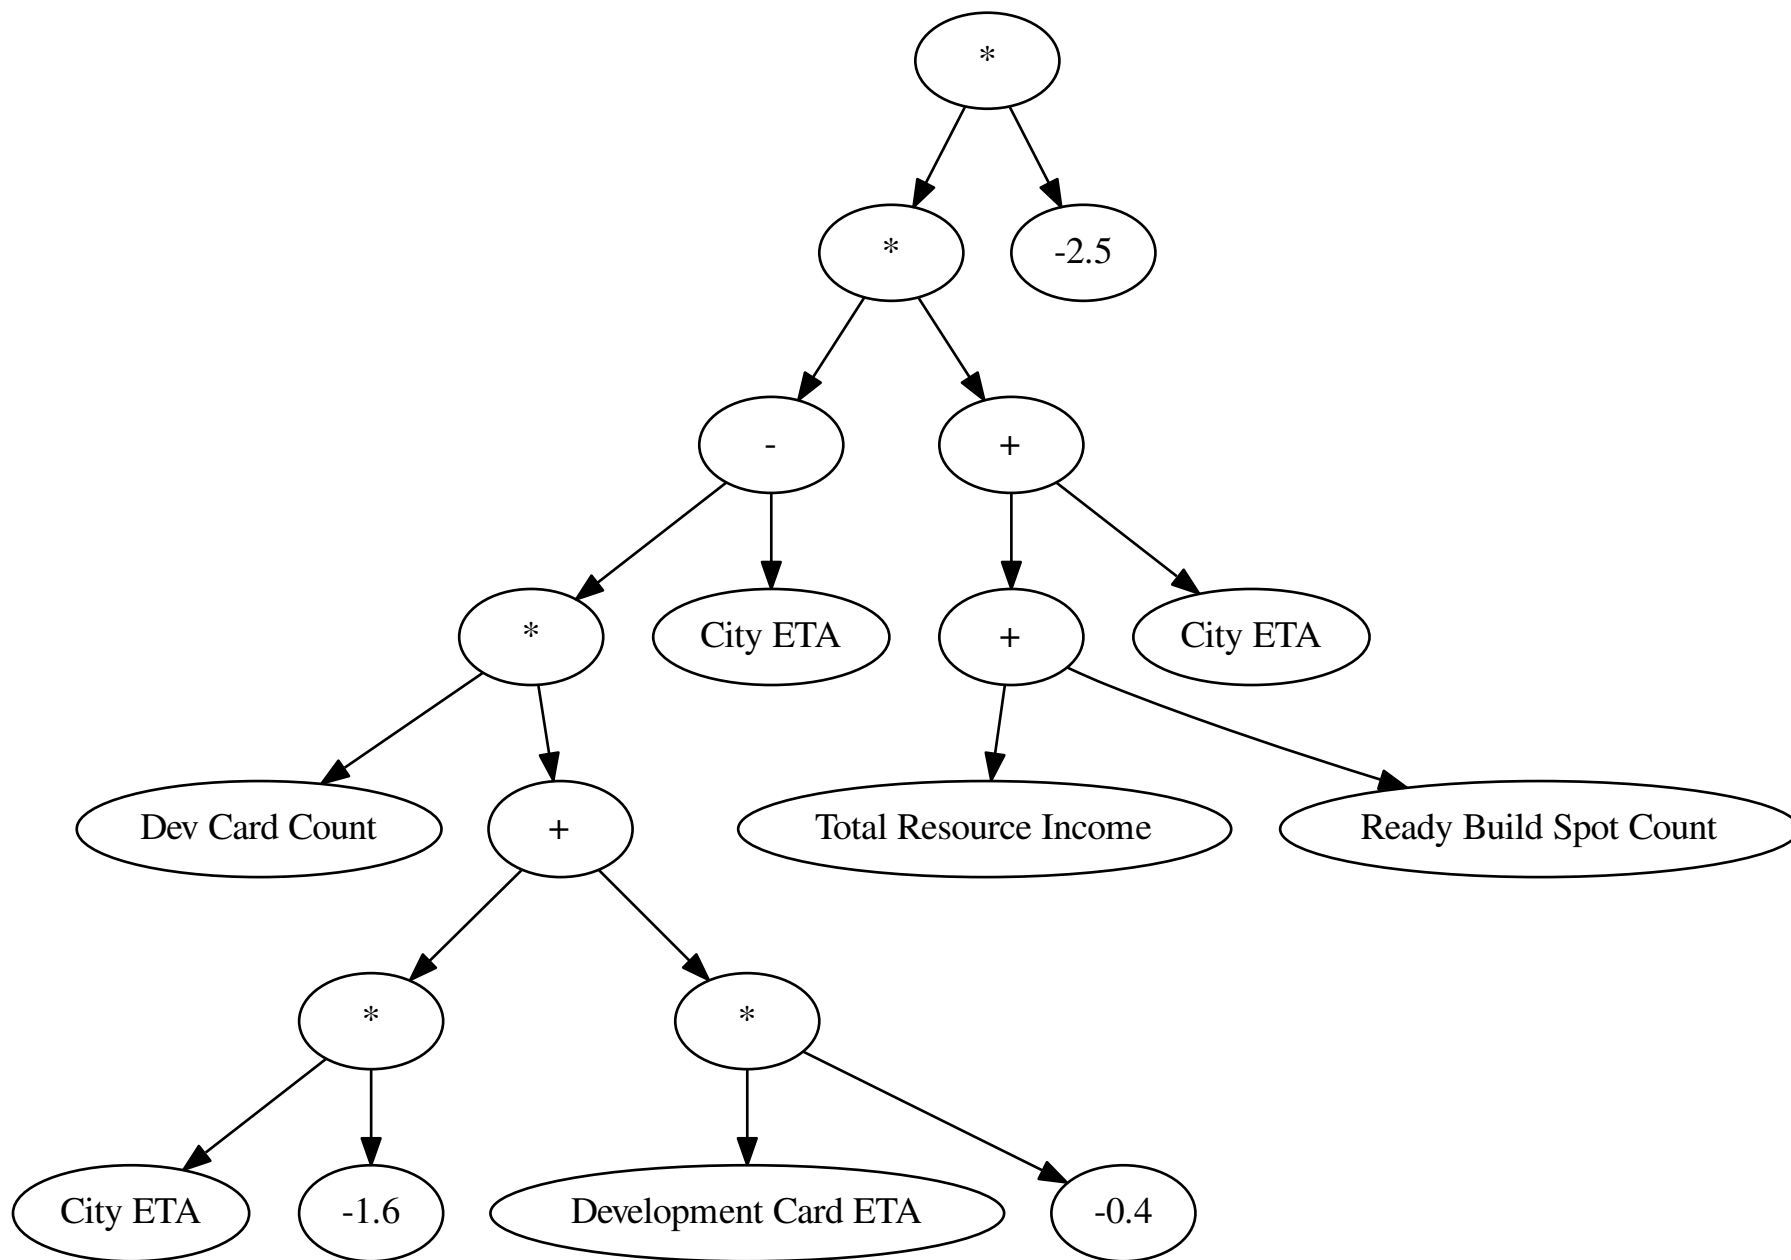 *
*
-2.5
-
+
*
City ETA
+
City ETA
Dev Card Count
+
Total Resource Income
Ready Build Spot Count
*
*
City ETA
-1.6
Development Card ETA
-0.4